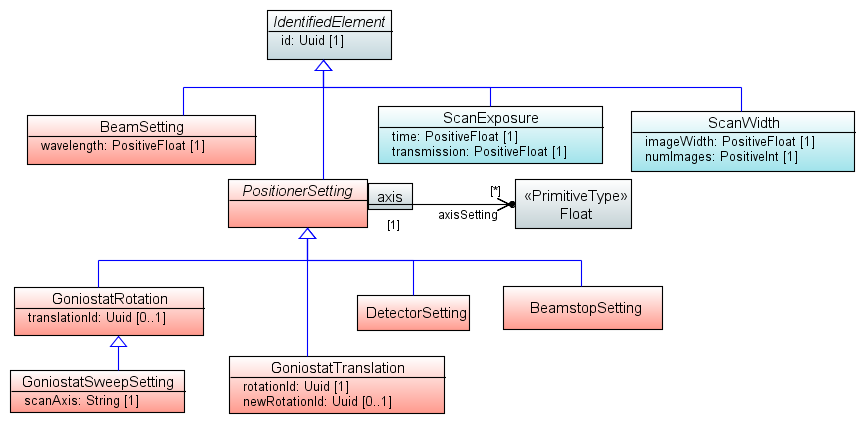 IdentifiedElement
id: Uuid [1]
BeamSetting
wavelength: PositiveFloat [1]
ScanExposure
time: PositiveFloat [1]
transmission: PositiveFloat [1]
ScanWidth
imageWidth: PositiveFloat [1]
numImages: PositiveInt [1]
PositionerSetting
axis
[1]
[*]
axisSetting
«PrimitiveType»
Float
GoniostatRotation
translationId: Uuid [0..1]
DetectorSetting
BeamstopSetting
GoniostatSweepSetting
scanAxis: String [1]
GoniostatTranslation
rotationId: Uuid [1]
newRotationId: Uuid [0..1]